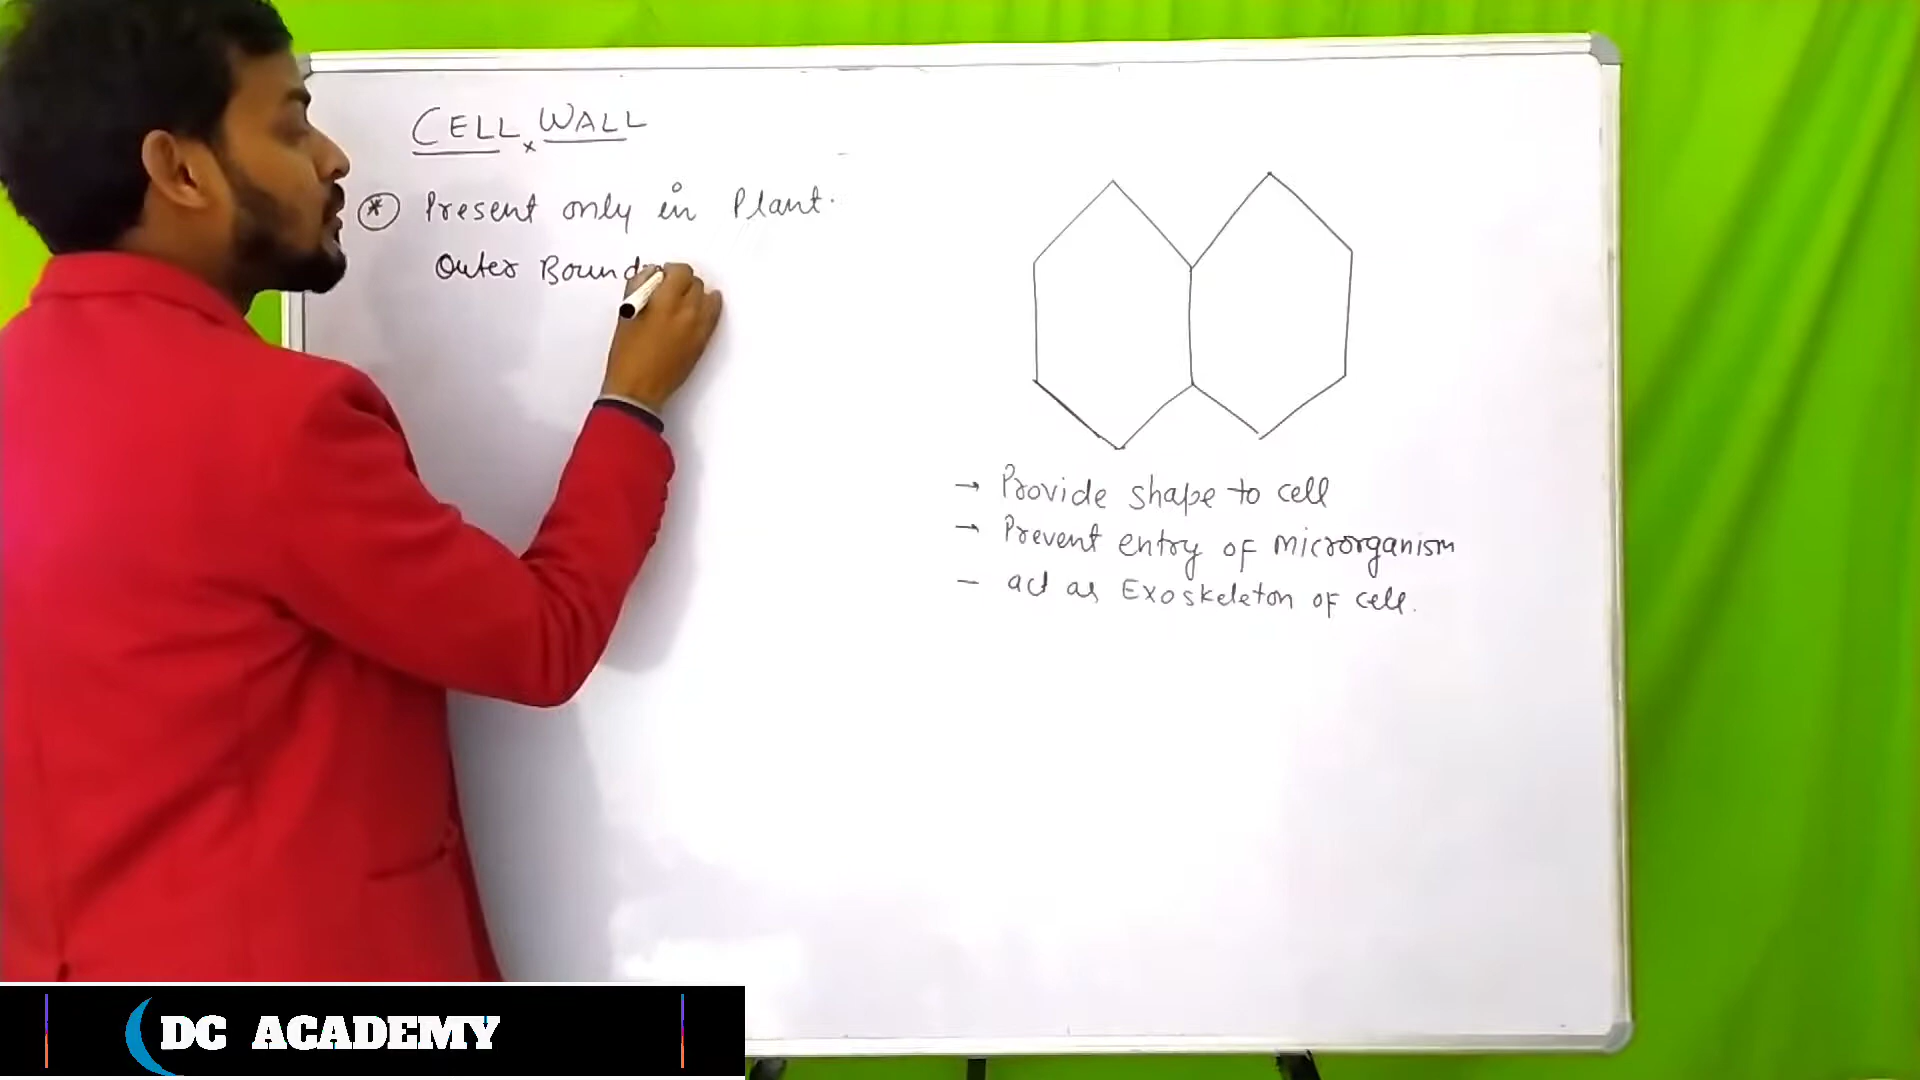 CELL WALL
* Present only in Plant.
Outer Bound
→ Provide shape to cell
→ Prevent entry of microrganism
– act as Exoskeleton of cell.
DC ACADEMY